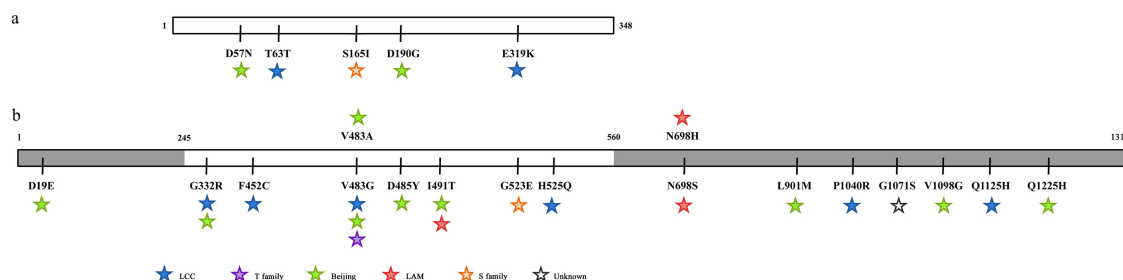 a
1 348
D57N T63T S165I D190G E319K
b
V483A N698H
1 245 560 131
D19E G332R F452C V483G D485Y I491T G523E H525Q N698S L901M P1040R G1071S V1098G Q1125H Q1225H
LCC T family Beijing LAM S family Unknown